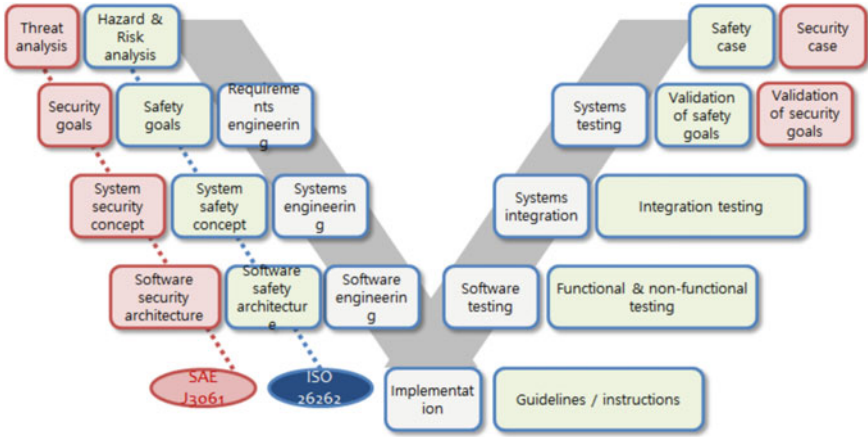 Threat
analysis
Hazard &
Risk
analysis
Safety
case
Security
case
Security
goals
Safety
goals
Requireme
nts
engineerin
g
Systems
testing
Validation
of safety
goals
Validation
of security
goals
System
security
concept
System
safety
concept
Systems
engineerin
g
Systems
integration
Integration testing
Software
security
architecture
Software
safety
architectur
e
Software
engineerin
g
Software
testing
Functional & non-functional
testing
SAE
J3061
ISO
26262
Implementat
ion
Guidelines / instructions